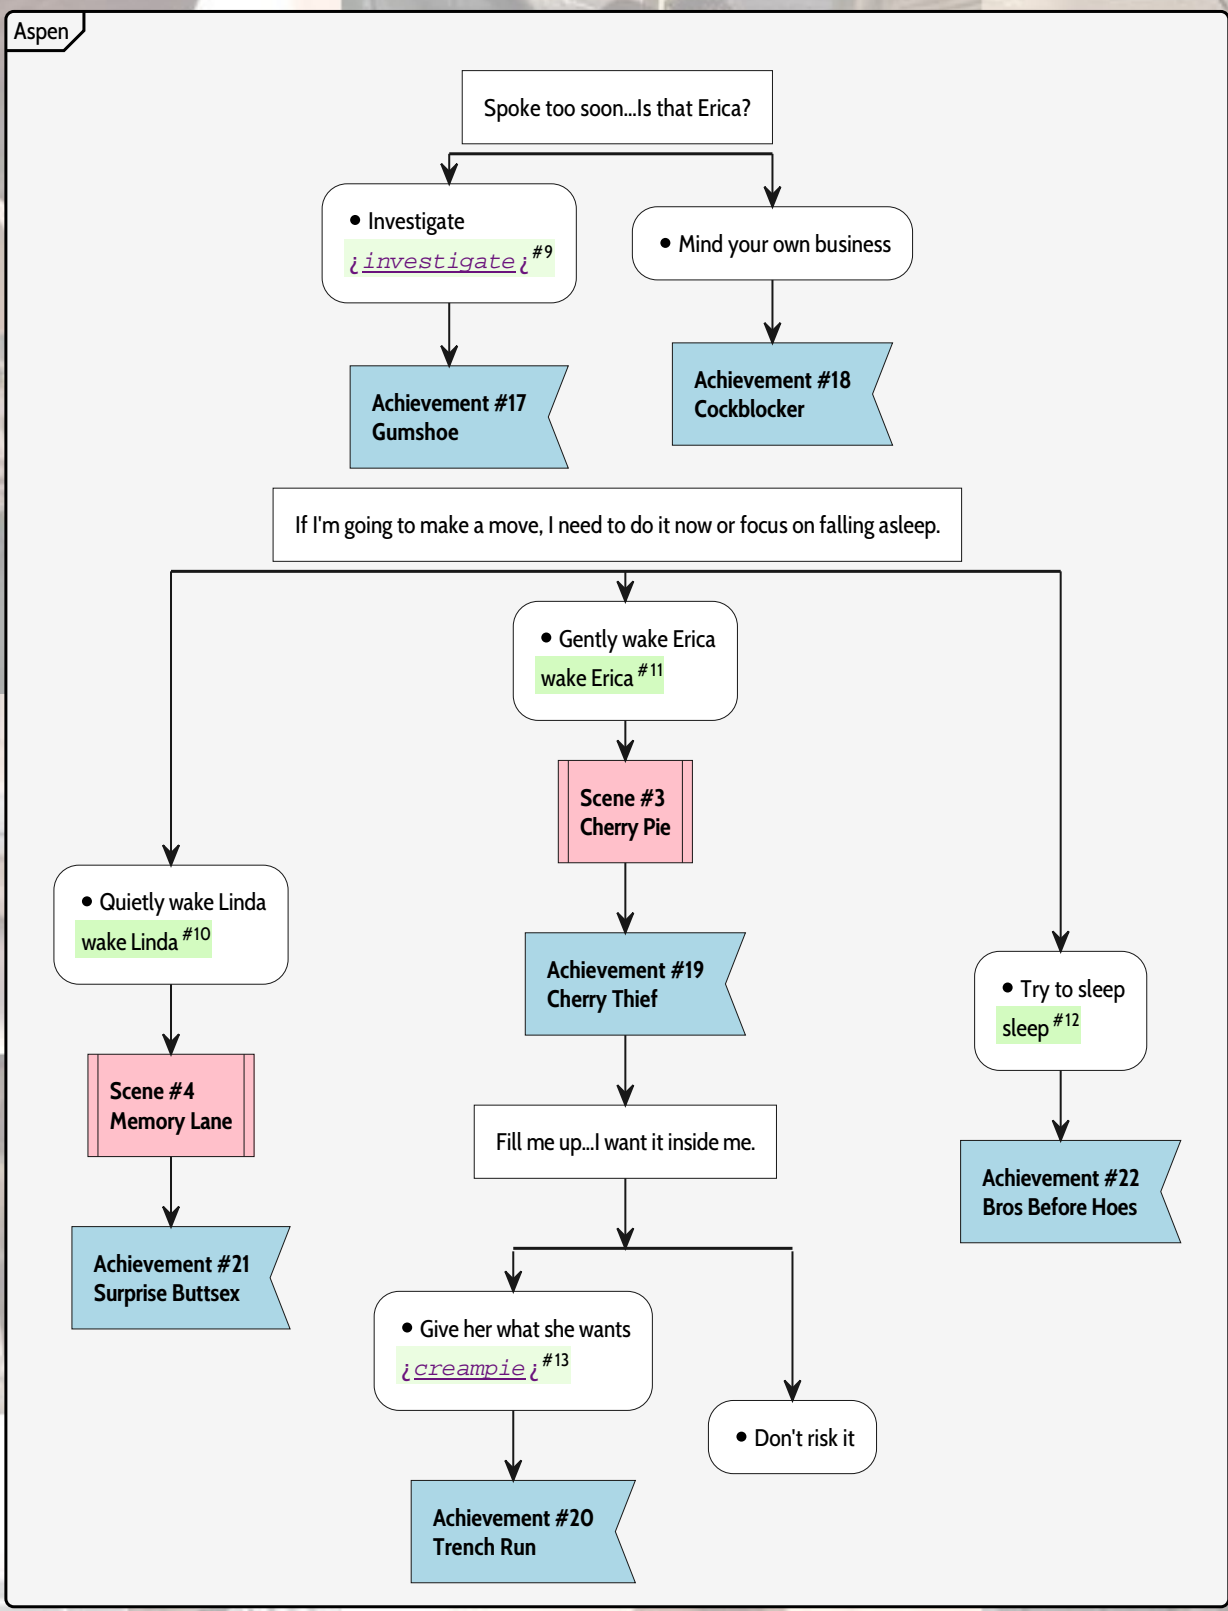 Aspen
Spoke too soon...Is that Erica?
• Investigate
¿investigate¿ #9
• Mind your own business
Achievement #17
Gumshoe
Achievement #18
Cockblocker
If I'm going to make a move, I need to do it now or focus on falling asleep.
• Gently wake Erica
wake Erica #11
Scene #3
Cherry Pie
• Quietly wake Linda
wake Linda #10
Achievement #19
Cherry Thief
• Try to sleep
sleep #12
Scene #4
Memory Lane
Fill me up...I want it inside me.
Achievement #22
Bros Before Hoes
Achievement #21
Surprise Buttsex
• Give her what she wants
¿creampie¿ #13
• Don't risk it
Achievement #20
Trench Run